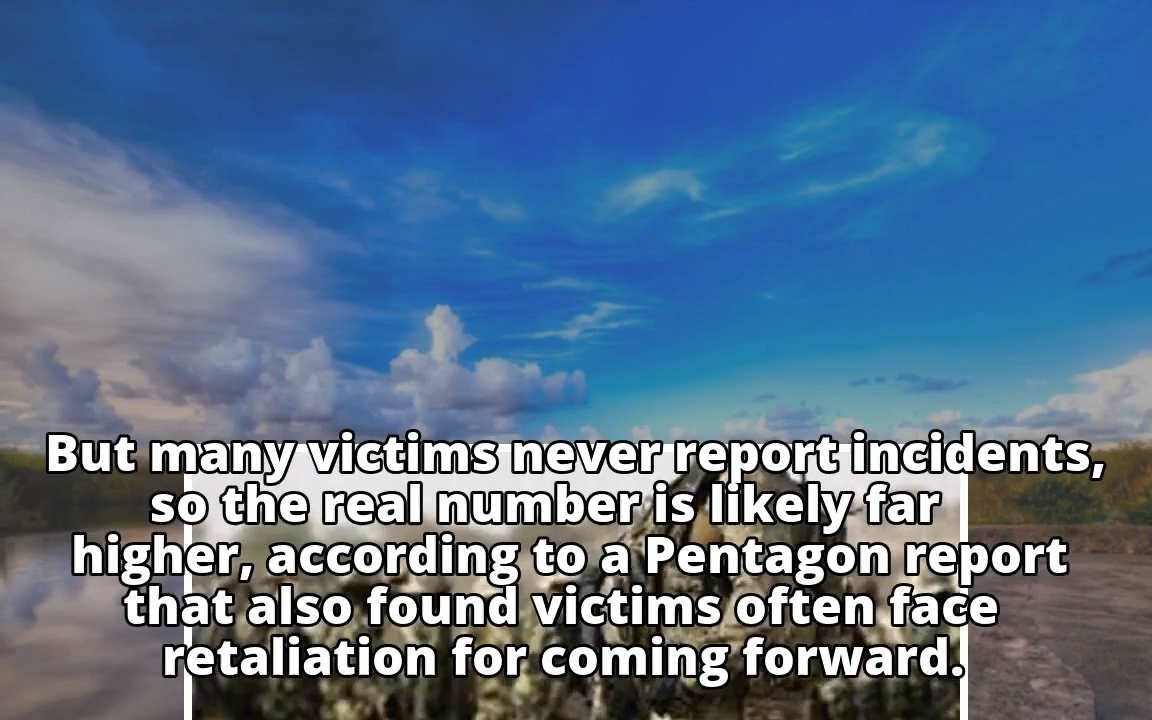 But many victims never report incidents,
so the real number is likely far
higher, according to a Pentagon report
that also found victims often face
retaliation for coming forward.